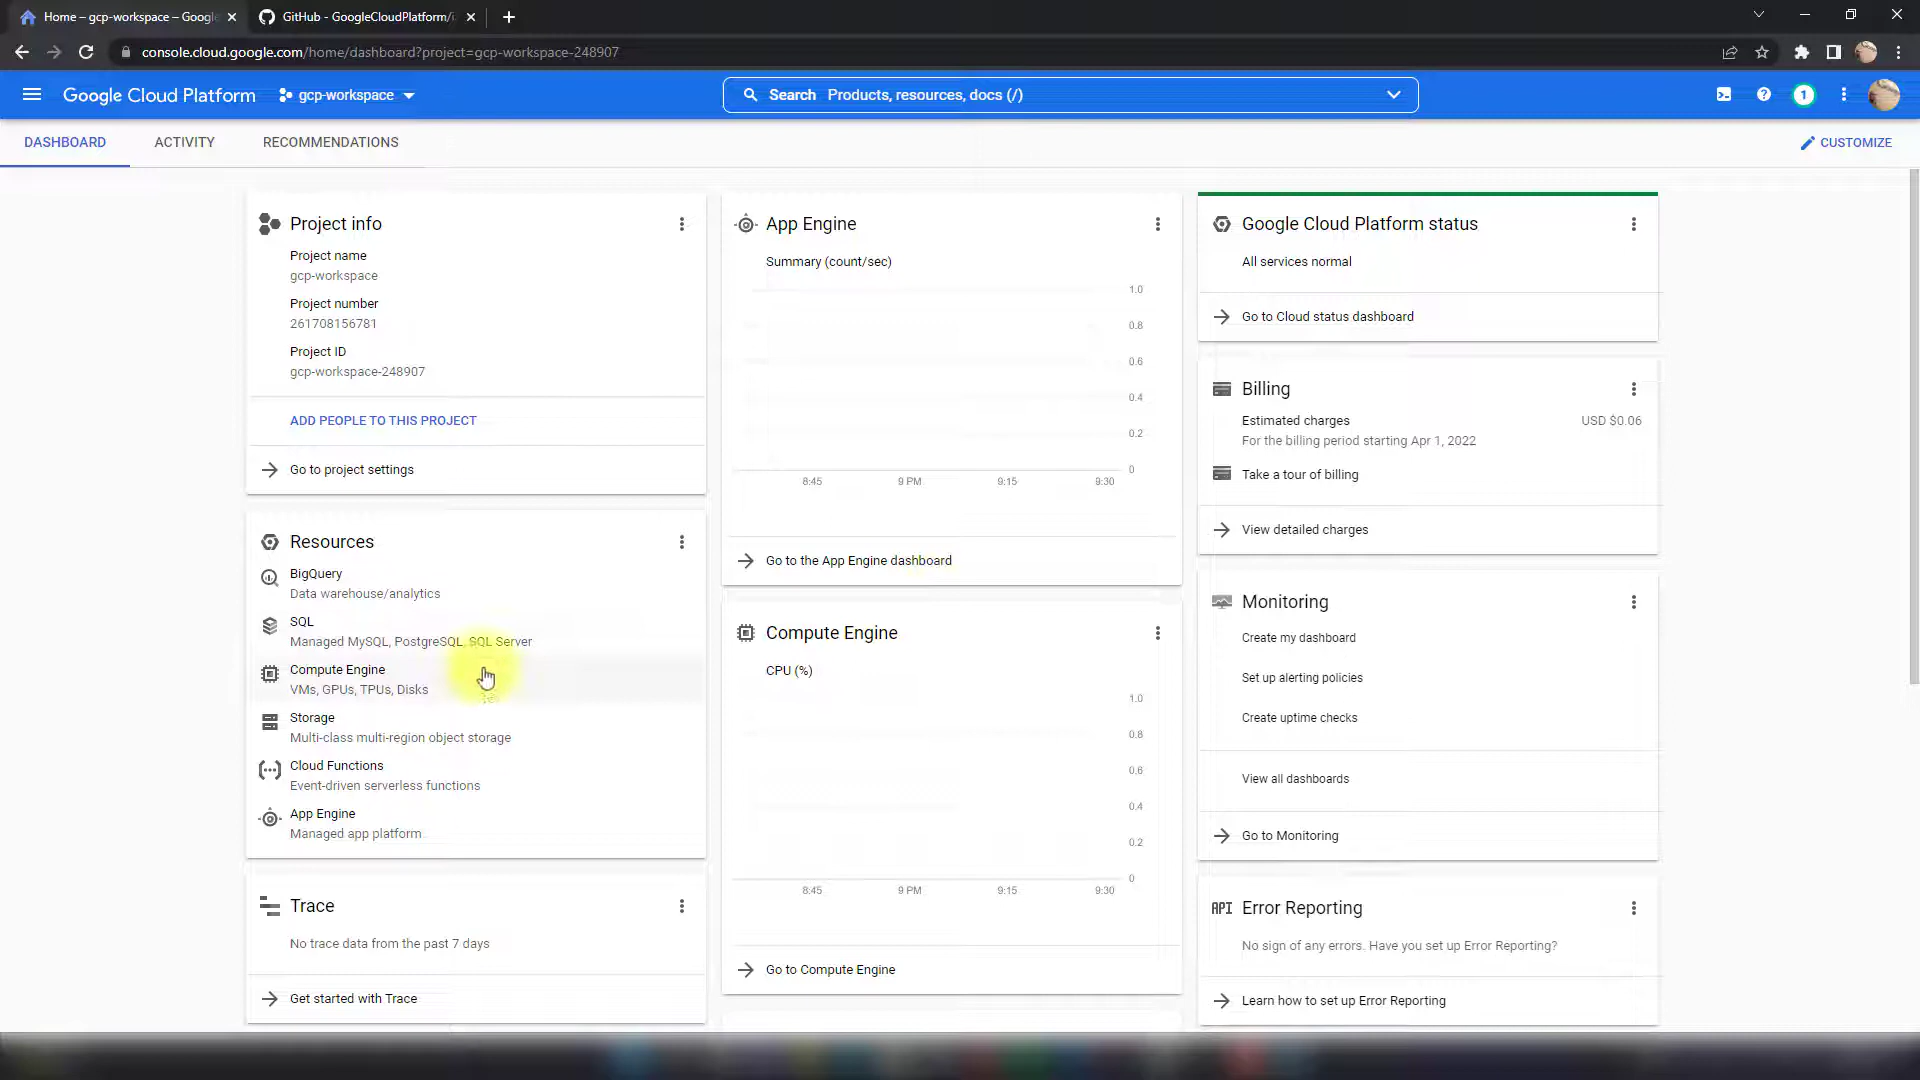 Home – gcp-workspace – Google
GitHub - GoogleCloudPlatform/i
console.cloud.google.com/home/dashboard?project=gcp-workspace-248907
Google Cloud Platform
gcp-workspace
Search Products, resources, docs (/)
1
DASHBOARD
ACTIVITY
RECOMMENDATIONS
CUSTOMIZE
Project info
Project name
gcp-workspace
Project number
261708156781
Project ID
gcp-workspace-248907
ADD PEOPLE TO THIS PROJECT
Go to project settings
Resources
BigQuery
Data warehouse/analytics
SQL
Managed MySQL, PostgreSQL, SQL Server
Compute Engine
VMs, GPUs, TPUs, Disks
Storage
Multi-class multi-region object storage
Cloud Functions
Event-driven serverless functions
App Engine
Managed app platform
Trace
No trace data from the past 7 days
Get started with Trace
App Engine
Summary (count/sec)
1.0
0.8
0.6
0.4
0.2
0
8:45 9 PM 9:15 9:30
Go to the App Engine dashboard
Compute Engine
CPU (%)
1.0
0.8
0.6
0.4
0.2
0
8:45 9 PM 9:15 9:30
Go to Compute Engine
Google Cloud Platform status
All services normal
Go to Cloud status dashboard
Billing
Estimated charges USD $0.06
For the billing period starting Apr 1, 2022
Take a tour of billing
View detailed charges
Monitoring
Create my dashboard
Set up alerting policies
Create uptime checks
View all dashboards
Go to Monitoring
API Error Reporting
No sign of any errors. Have you set up Error Reporting?
Learn how to set up Error Reporting